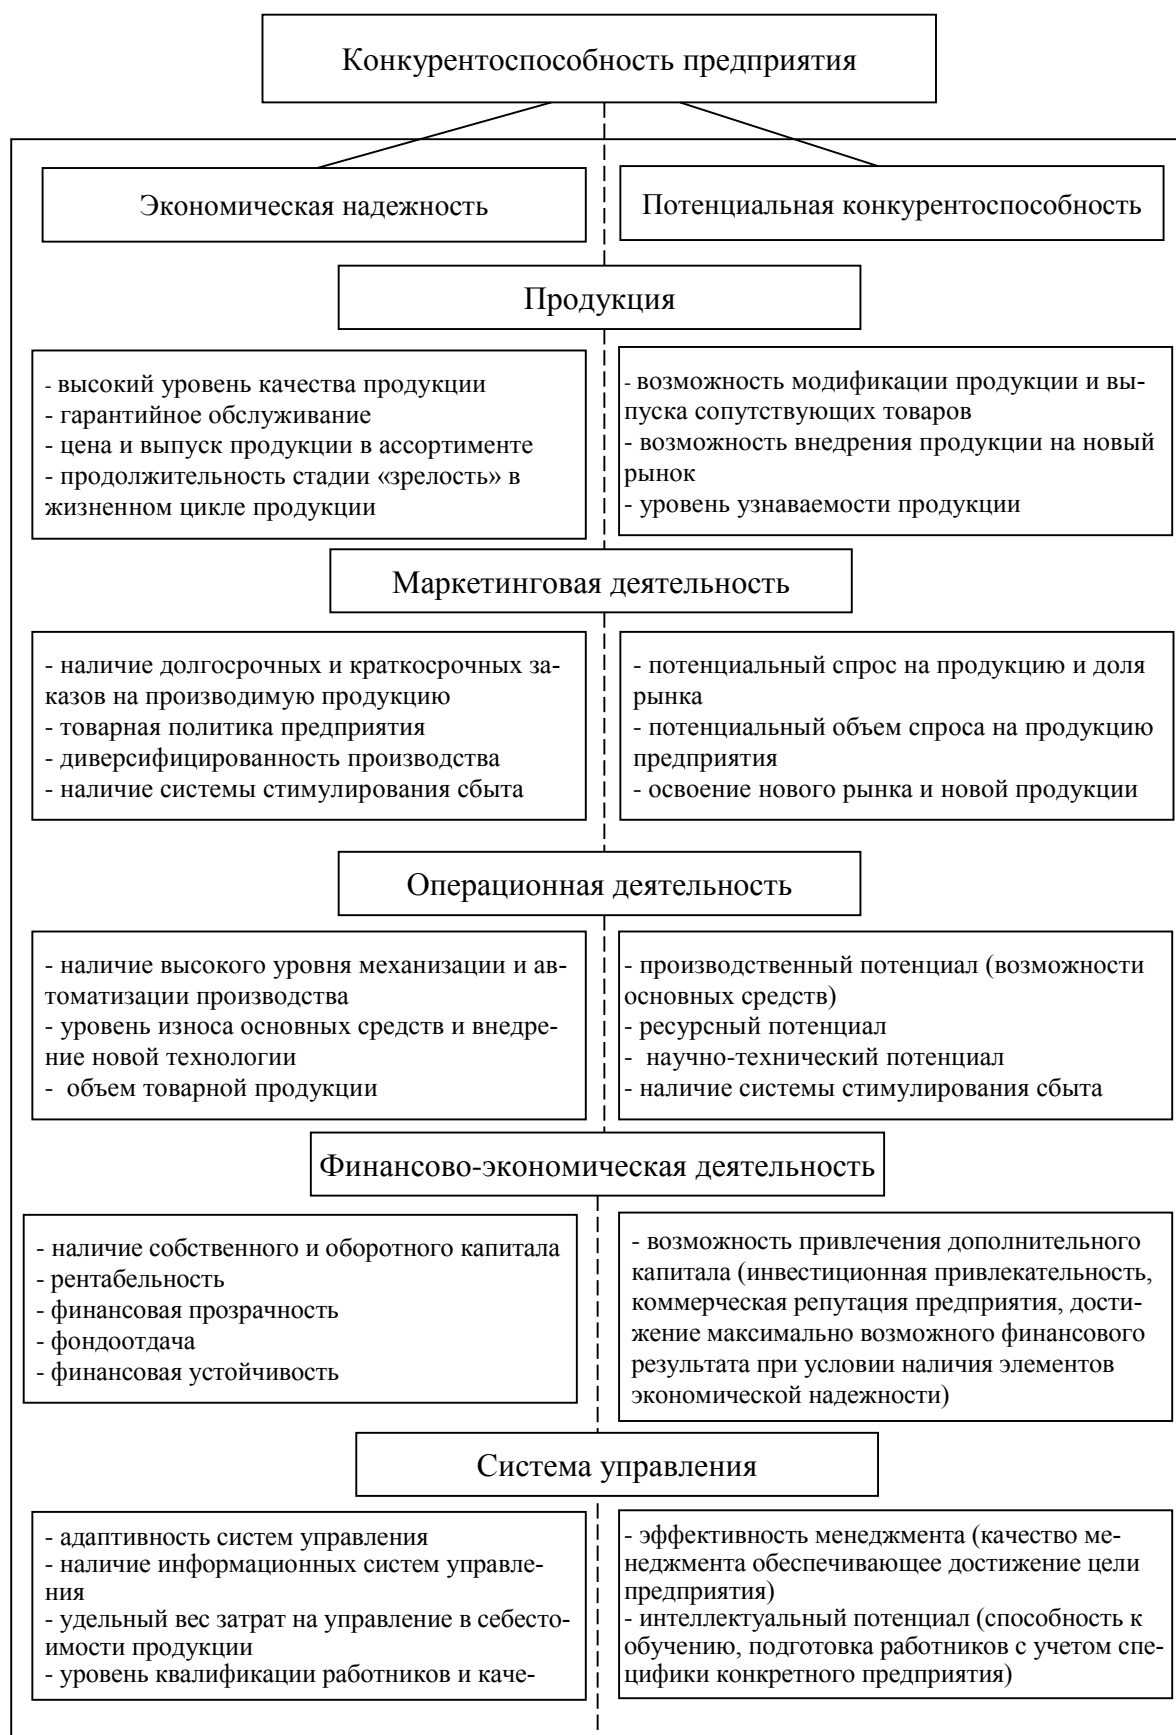 Конкурентоспособность предприятия
Экономическая надежность
Потенциальная конкурентоспособность
Продукция
- высокий уровень качества продукции
- гарантийное обслуживание
- цена и выпуск продукции в ассортименте
- продолжительность стадии «зрелость» в
жизненном цикле продукции
- возможность модификации продукции и вы-
пуска сопутствующих товаров
- возможность внедрения продукции на новый
рынок
- уровень узнаваемости продукции
Маркетинговая деятельность
- наличие долгосрочных и краткосрочных за-
казов на производимую продукцию
- товарная политика предприятия
- диверсифицированность производства
- наличие системы стимулирования сбыта
- потенциальный спрос на продукцию и доля
рынка
- потенциальный объем спроса на продукцию
предприятия
- освоение нового рынка и новой продукции
Операционная деятельность
- наличие высокого уровня механизации и ав-
томатизации производства
- уровень износа основных средств и внедре-
ние новой технологии
- объем товарной продукции
- производственный потенциал (возможности
основных средств)
- ресурсный потенциал
- научно-технический потенциал
- наличие системы стимулирования сбыта
Финансово-экономическая деятельность
- наличие собственного и оборотного капитала
- рентабельность
- финансовая прозрачность
- фондоотдача
- финансовая устойчивость
- возможность привлечения дополнительного
капитала (инвестиционная привлекательность,
коммерческая репутация предприятия, дости-
жение максимально возможного финансового
результата при условии наличия элементов
экономической надежности)
Система управления
- адаптивность систем управления
- наличие информационных систем управле-
ния
- удельный вес затрат на управление в себесто-
имости продукции
- уровень квалификации работников и каче-
- эффективность менеджмента (качество ме-
неджмента обеспечивающее достижение цели
предприятия)
- интеллектуальный потенциал (способность к
обучению, подготовка работников с учетом спе-
цифики конкретного предприятия)